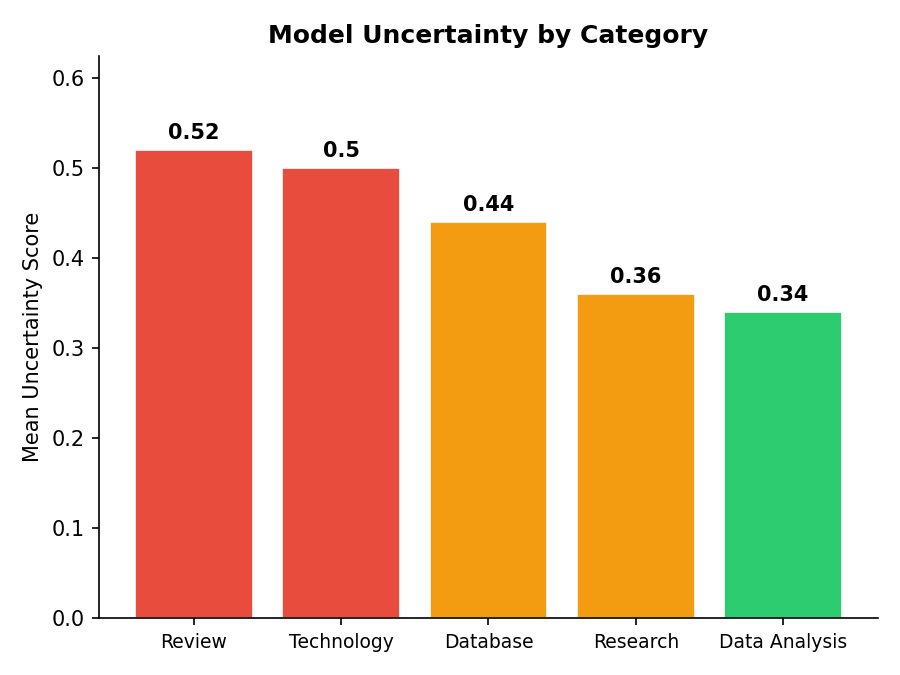 Model Uncertainty by Category
Mean Uncertainty Score
0.6
0.5
0.4
0.3
0.2
0.1
0.0
0.52
0.5
0.44
0.36
0.34
Review
Technology
Database
Research
Data Analysis